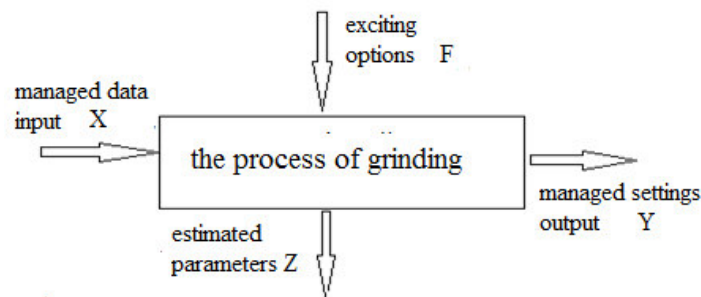 exciting
options F
managed data
input X
the process of grinding
managed settings
output Y
estimated
parameters Z